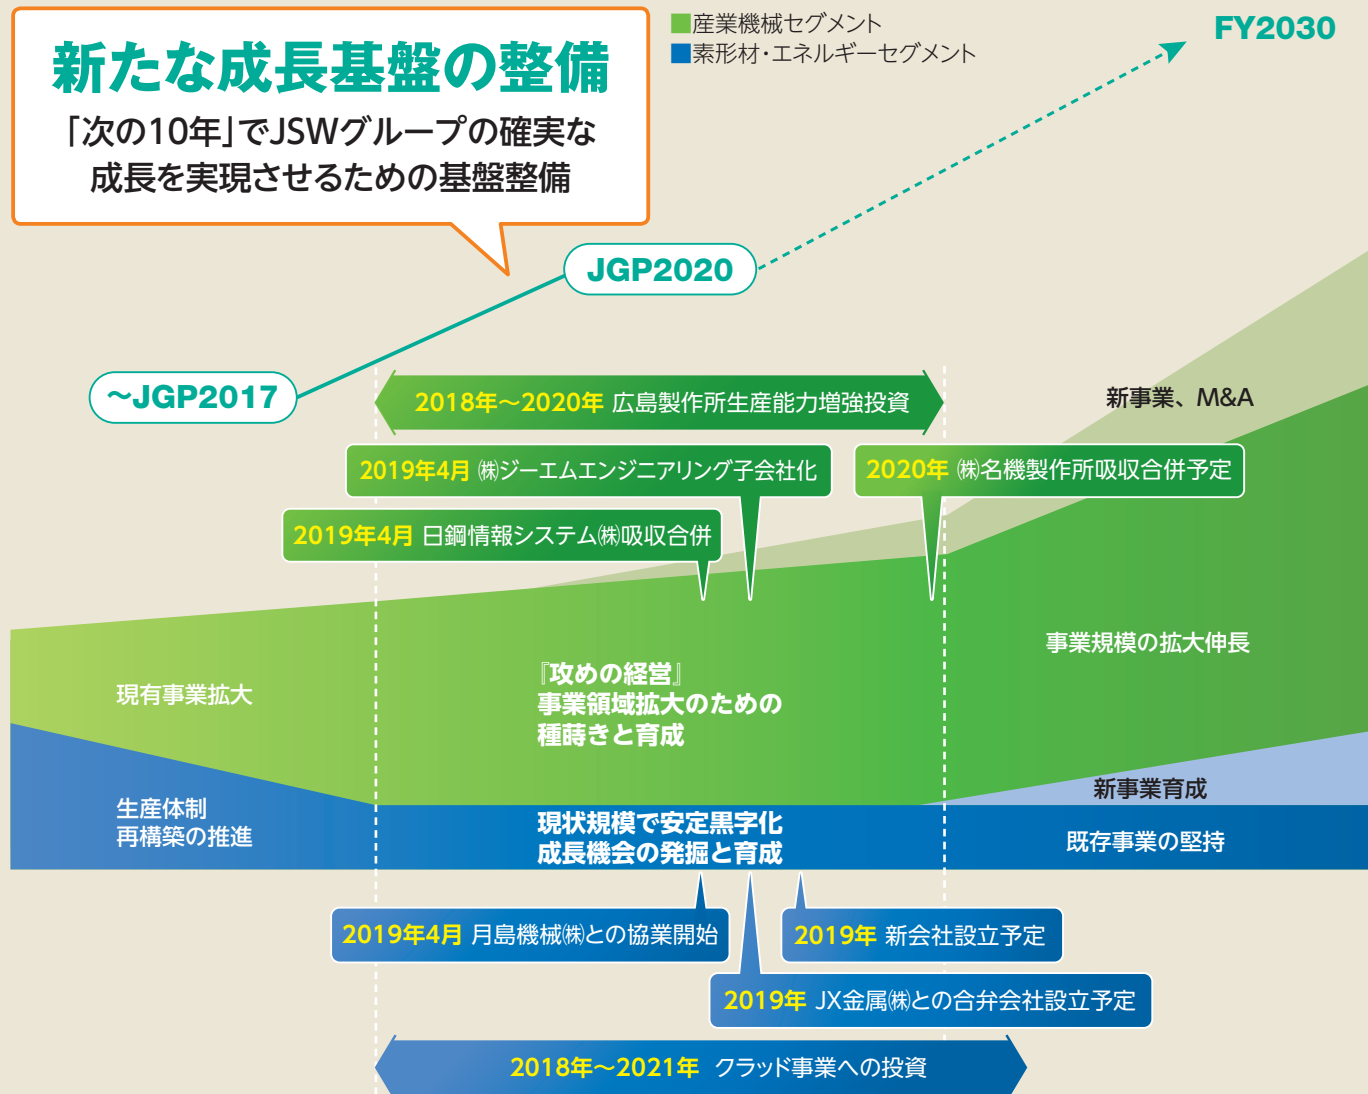 新たな成長基盤の整備
「次の10年」でJSWグループの確実な
成長を実現させるための基盤整備
■産業機械セグメント
■素形材・エネルギーセグメント
FY2030
JGP2020
～JGP2017
2018年～2020年 広島製作所生産能力増強投資
新事業、M&A
2019年4月 ㈱ジーエムエンジニアリング子会社化
2020年 ㈱名機製作所吸収合併予定
2019年4月 日鋼情報システム㈱吸収合併
現有事業拡大
『攻めの経営』
事業領域拡大のための
種蒔きと育成
事業規模の拡大伸長
生産体制
再構築の推進
現状規模で安定黒字化
成長機会の発掘と育成
新事業育成
既存事業の堅持
2019年4月 月島機械㈱との協業開始
2019年 新会社設立予定
2019年 JX金属㈱との合弁会社設立予定
2018年～2021年 クラッド事業への投資